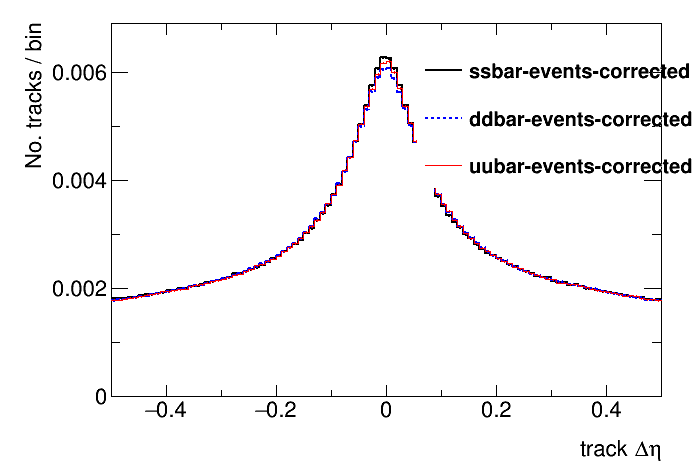 No. tracks / bin
0.006
0.004
0.002
0
ssbar-events-corrected
ddbar-events-corrected
uubar-events-corrected
−0.4
−0.2
0
0.2
0.4
track Δη